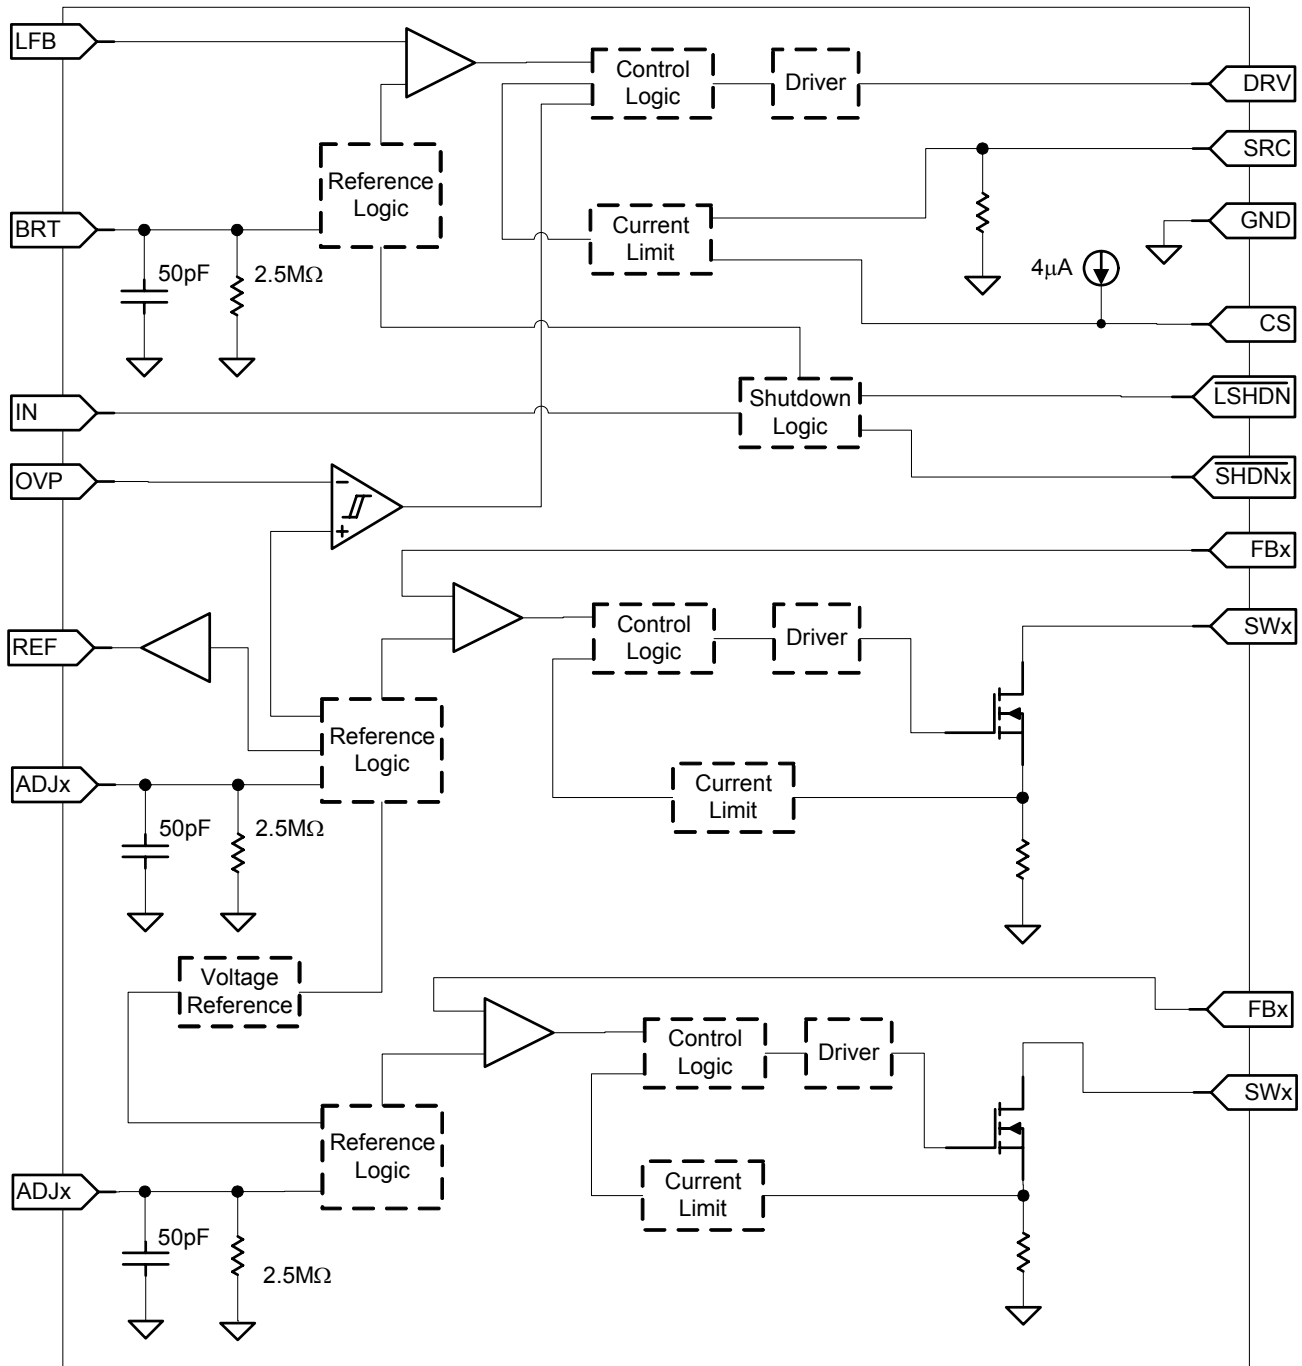 LFB
Control
Logic
Driver
DRV
SRC
Reference
Logic
BRT
Current
Limit
GND
50pF
2.5MΩ
4μA
CS
IN
Shutdown
Logic
LSHDN
OVP
SHDNx
-
+
FBx
REF
Control
Logic
Driver
SWx
Reference
Logic
ADJx
Current
Limit
50pF
2.5MΩ
Voltage
Reference
FBx
Control
Logic
Driver
SWx
Reference
Logic
ADJx
Current
Limit
50pF
2.5MΩ